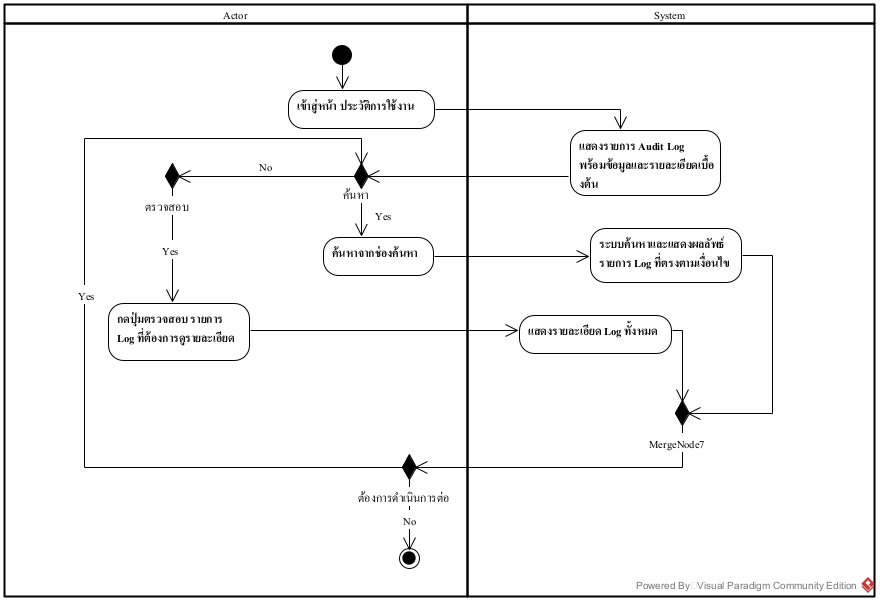 Actor
System
เข้าสู่หน้า ประวัติการใช้งาน
แสดงรายการ Audit Log
พร้อมข้อมูลและรายละเอียดเบื้อ
งต้น
No
ค้นหา
Yes
ตรวจสอบ
Yes
ค้นหาจากช่องค้นหา
ระบบค้นหาและแสดงผลลัพธ์
รายการ Log ที่ตรงตามเงื่อนไข
Yes
กดปุ่มตรวจสอบ รายการ
Log ที่ต้องการดูรายละเอียด
แสดงรายละเอียด Log ทั้งหมด
MergeNode7
ต้องการดำเนินการต่อ
No
Powered By Visual Paradigm Community Edition